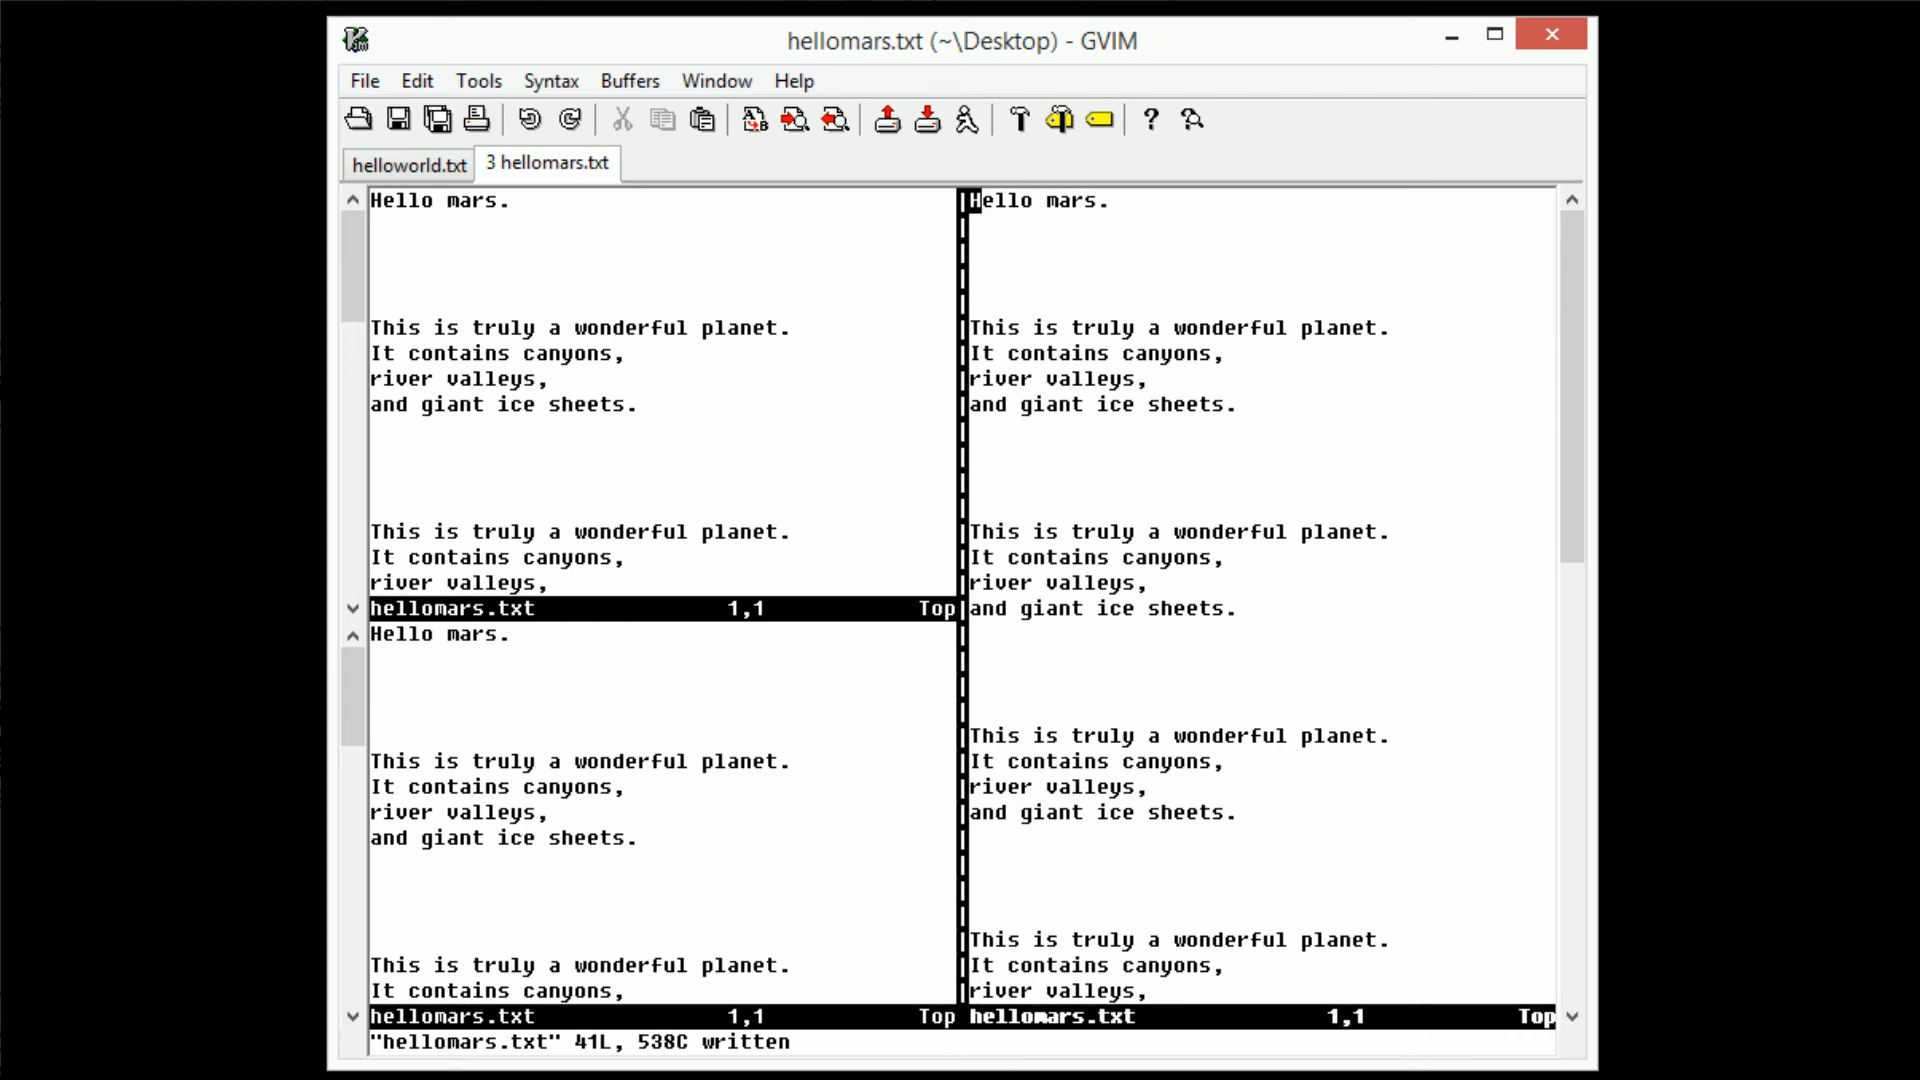 hellomars.txt (~\Desktop) - GVIM
File Edit Tools Syntax Buffers Window Help
helloworld.txt 3 hellomars.txt
Hello mars.
This is truly a wonderful planet.
It contains canyons,
river valleys,
and giant ice sheets.
This is truly a wonderful planet.
It contains canyons,
river valleys,
hellomars.txt 1,1 Top
Hello mars.
This is truly a wonderful planet.
It contains canyons,
river valleys,
and giant ice sheets.
This is truly a wonderful planet.
It contains canyons,
hellomars.txt 1,1 Top
Hello mars.
This is truly a wonderful planet.
It contains canyons,
river valleys,
and giant ice sheets.
This is truly a wonderful planet.
It contains canyons,
river valleys,
and giant ice sheets.
This is truly a wonderful planet.
It contains canyons,
river valleys,
and giant ice sheets.
This is truly a wonderful planet.
It contains canyons,
river valleys,
hellomars.txt 1,1 Top
"hellomars.txt" 41L, 538C written